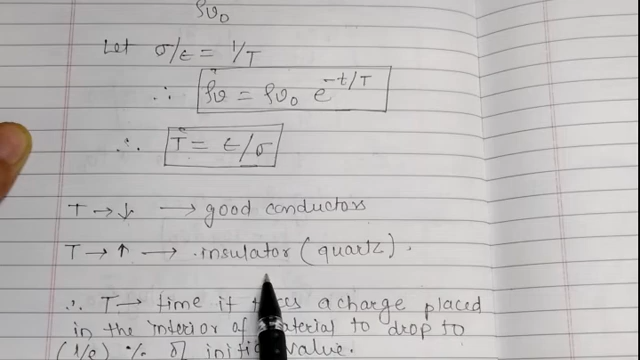 ρv₀
Let σ/ε = 1/T
∴ ρv = ρv₀ e^-t/T
∴ T = ε/σ
T → ↓ → good conductors
T → ↑ → insulator (quartz).
∴ T → time it takes a charge placed
in the interior of material to drop to
(1/e) % of initial value.